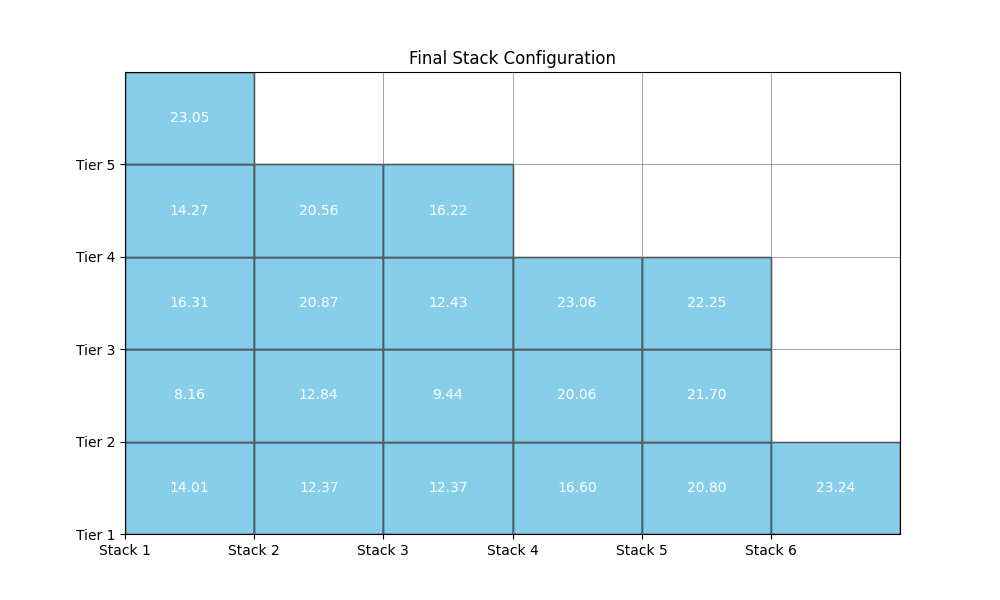 Final Stack Configuration
23.05
Tier 5
14.27 20.56 16.22
Tier 4
16.31 20.87 12.43 23.06 22.25
Tier 3
8.16 12.84 9.44 20.06 21.70
Tier 2
14.01 12.37 12.37 16.60 20.80 23.24
Tier 1
Stack 1 Stack 2 Stack 3 Stack 4 Stack 5 Stack 6